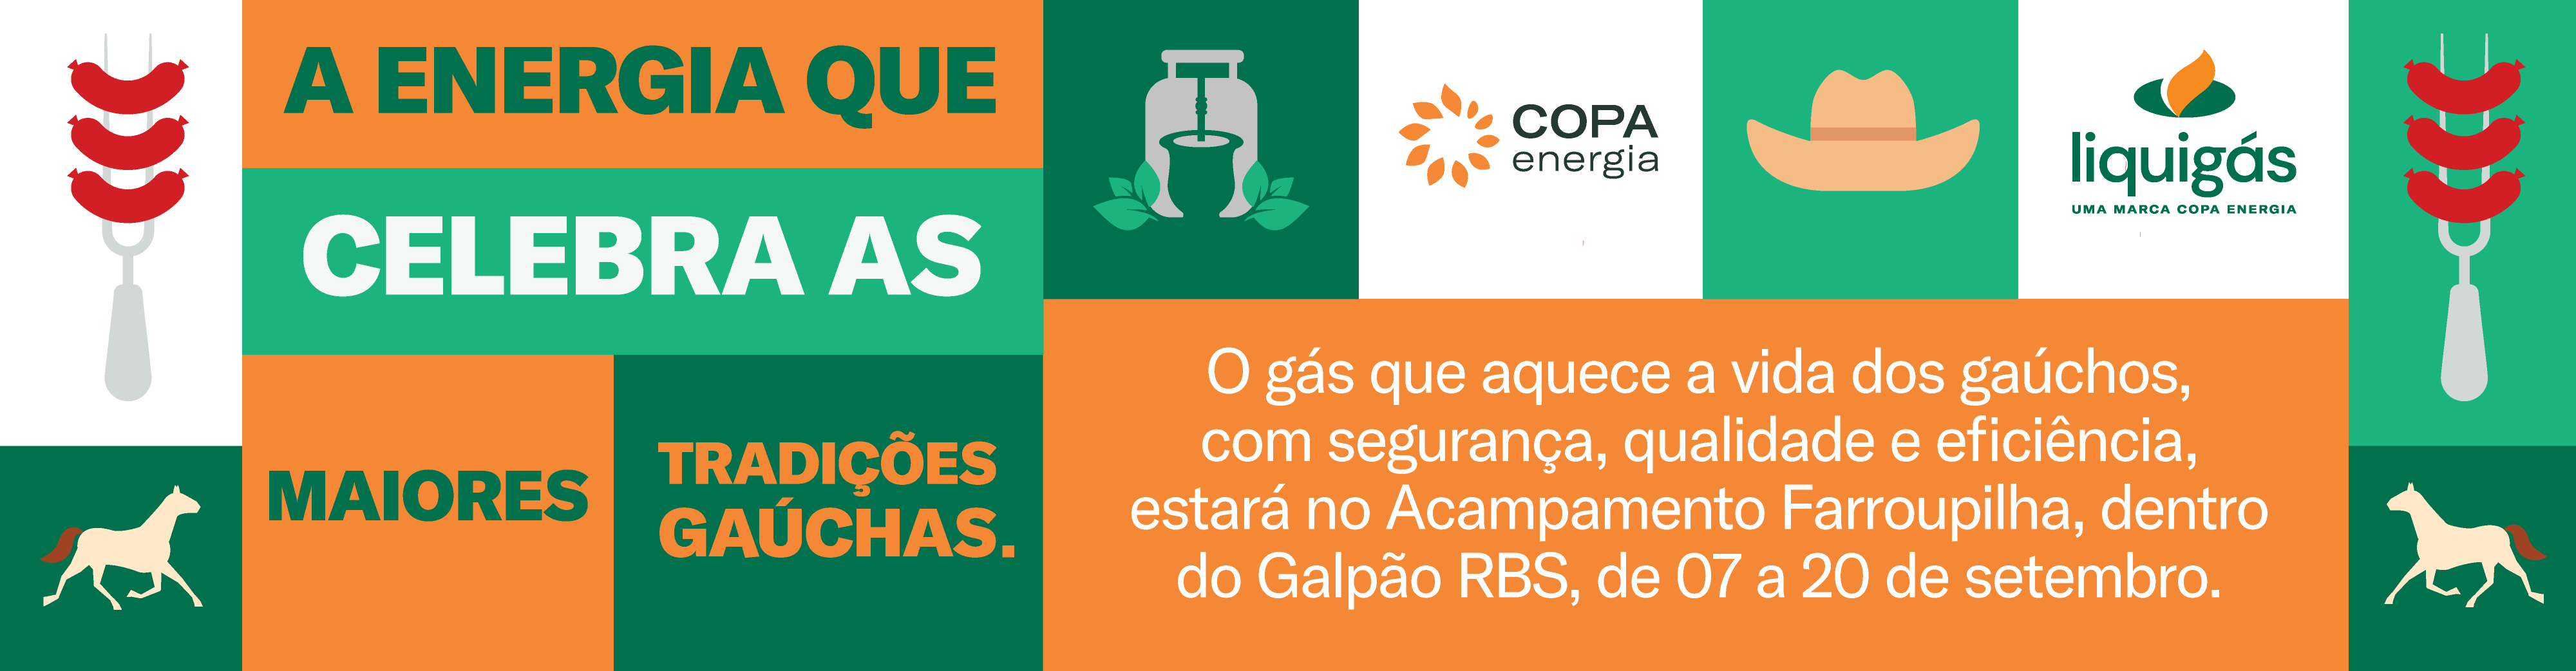 A ENERGIA QUE
CELEBRA AS
MAIORES
TRADIÇÕES
GAÚCHAS.
COPA
energia
liquigás
UMA MARCA COPA ENERGIA
O gás que aquece a vida dos gaúchos,
com segurança, qualidade e eficiência,
estará no Acampamento Farroupilha, dentro
do Galpão RBS, de 07 a 20 de setembro.